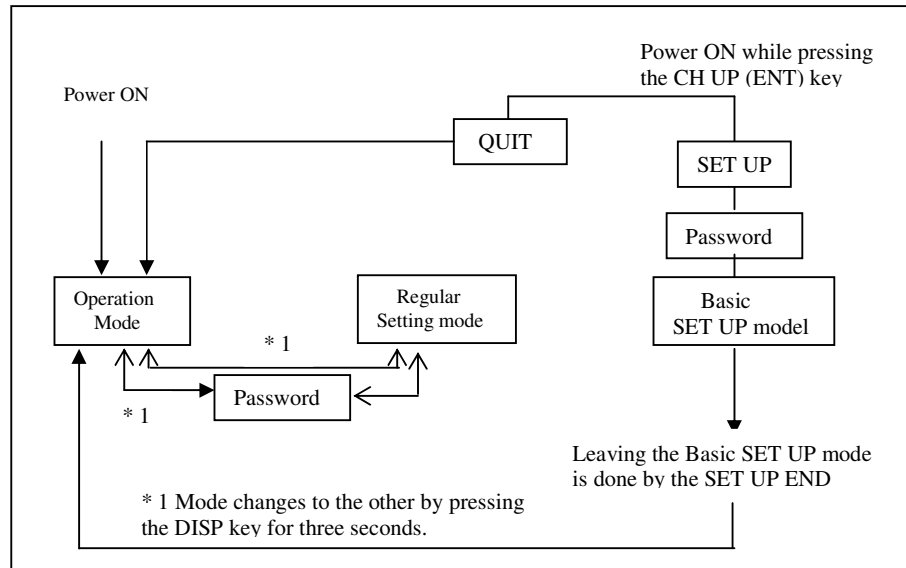 Power ON while pressing
the CH UP (ENT) key
Power ON
QUIT
SET UP
Password
Basic
SET UP model
Operation
Mode
Regular
Setting mode
* 1
Password
* 1
Leaving the Basic SET UP mode
is done by the SET UP END
* 1 Mode changes to the other by pressing
the DISP key for three seconds.